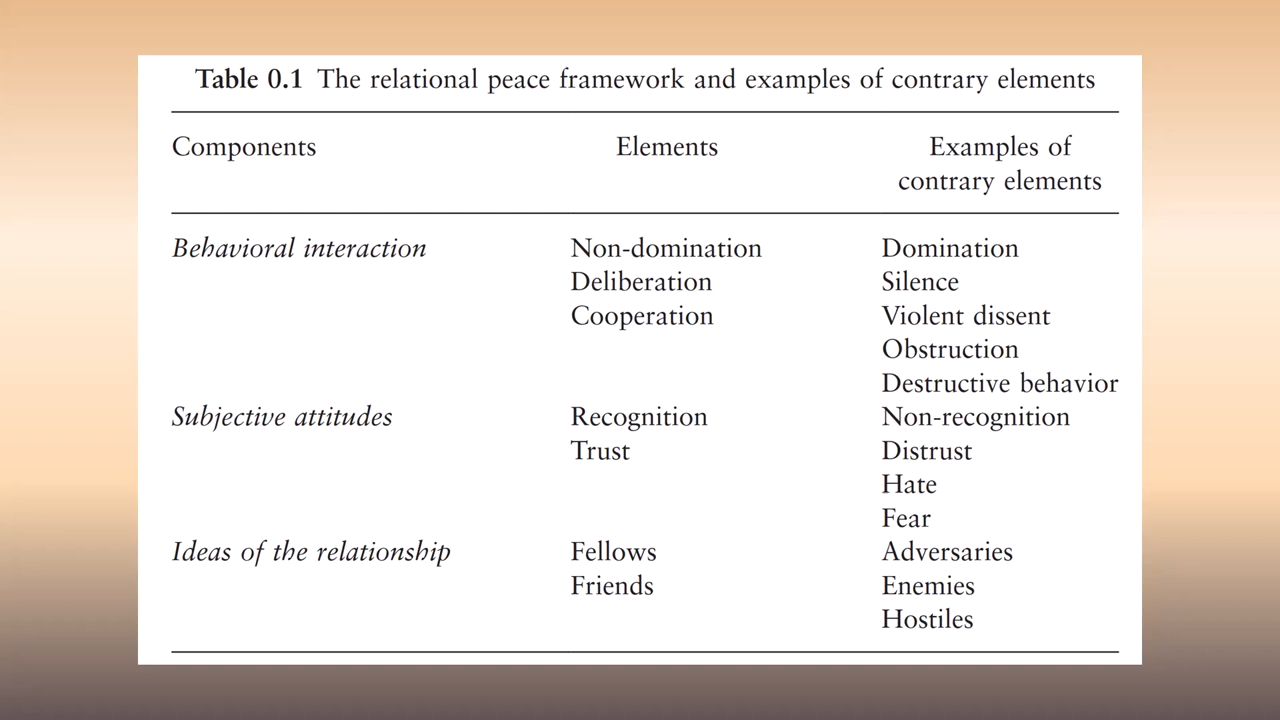 Table 0.1 The relational peace framework and examples of contrary elements
Components Elements Examples of
contrary elements
Behavioral interaction Non-domination Domination
Deliberation Silence
Cooperation Violent dissent
Obstruction
Destructive behavior
Subjective attitudes Recognition Non-recognition
Trust Distrust
Hate
Fear
Ideas of the relationship Fellows Adversaries
Friends Enemies
Hostiles